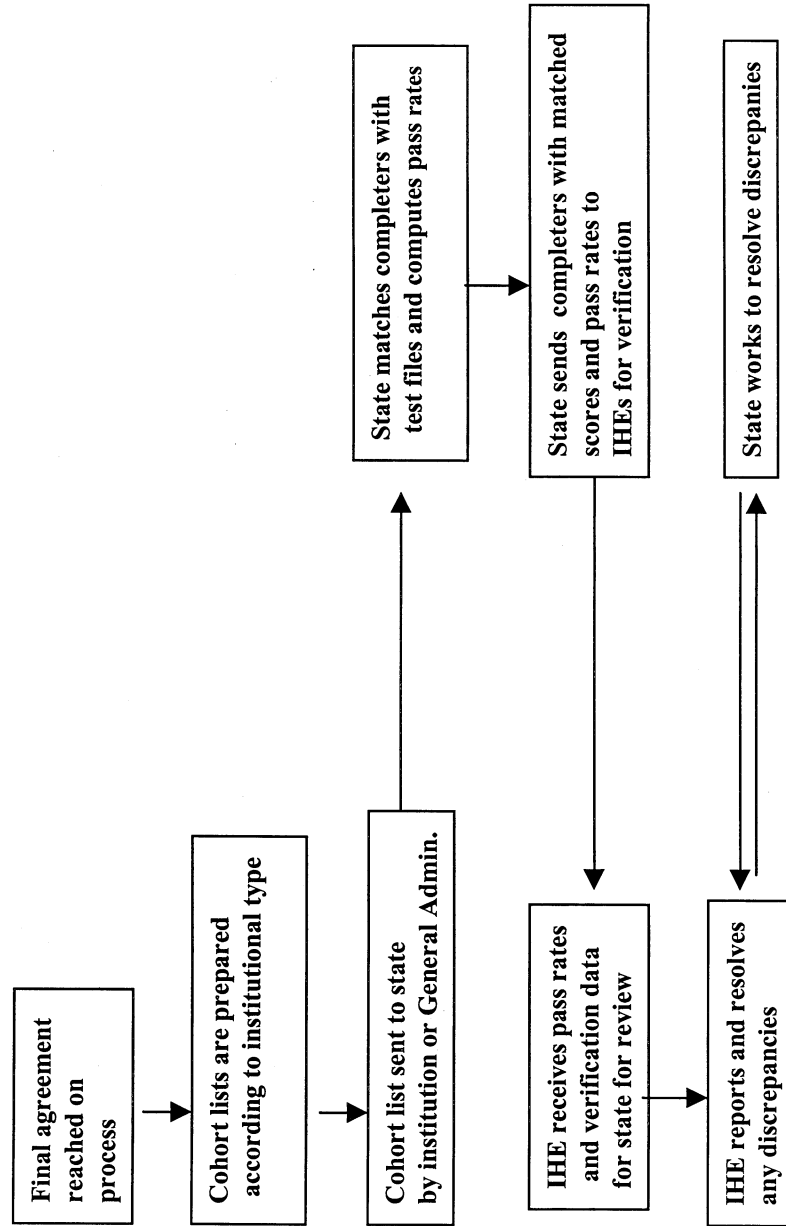 Final agreement
reached on
process
Cohort lists are prepared
according to institutional type
Cohort list sent to state
by institution or General Admin.
State matches completers with
test files and computes pass rates
State sends completers with matched
scores and pass rates to
IHEs for verification
IHE receives pass rates
and verification data
for state for review
IHE reports and resolves
any discrepancies
State works to resolve discrepanies